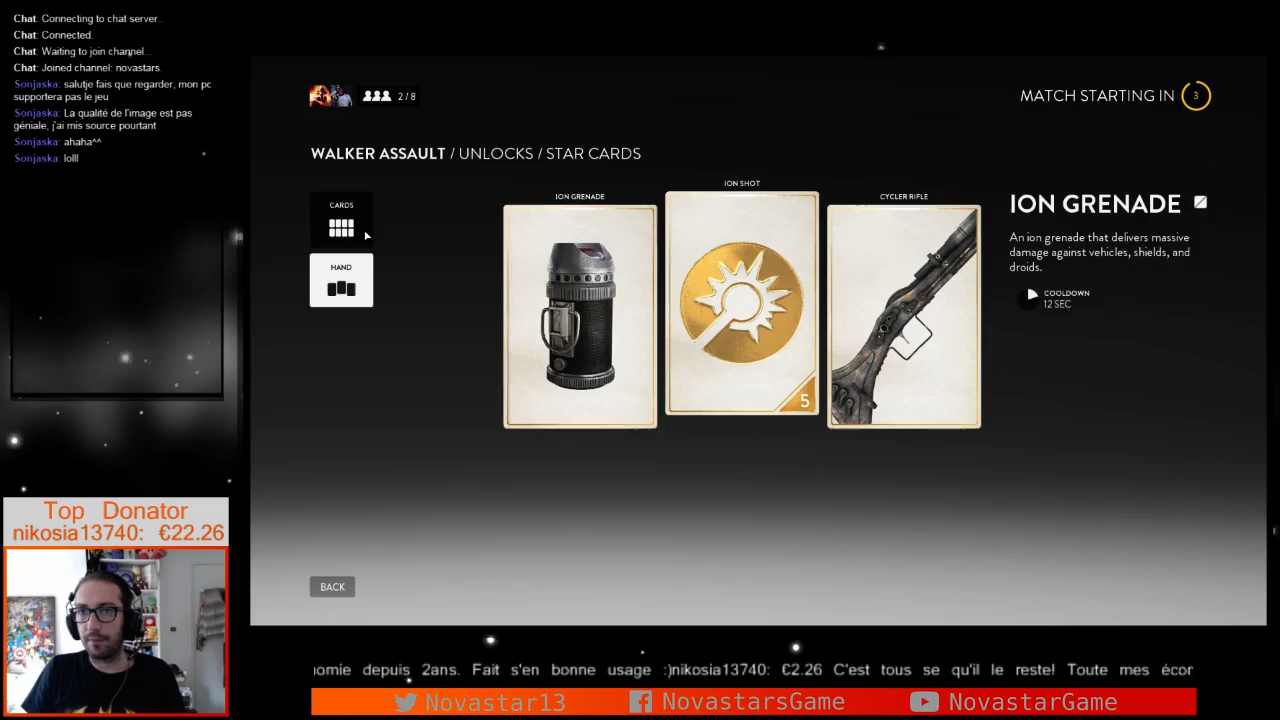 Chat: Connecting to chat server..
Chat: Connected.
Chat: Waiting to join channel...
Chat: Joined channel: novastars.
Sonjaska: salutje fais que regarder, mon pc
supportera pas le jeu
Sonjaska: La qualité de l'image est pas
géniale, j'ai mis source pourtant
Sonjaska: ahaha^^
Sonjaska: lolll
2 / 8
MATCH STARTING IN 3
WALKER ASSAULT / UNLOCKS / STAR CARDS
CARDS
HAND
ION GRENADE
ION SHOT
5
CYCLER RIFLE
ION GRENADE
An ion grenade that delivers massive
damage against vehicles, shields, and
droids.
COOLDOWN
12 SEC
BACK
Top Donator
nikosia13740: €22.26
nomie depuis 2ans. Fait s'en bonne usage :)nikosia13740: €2.26 C'est tous se qu'il le reste! Toute mes écor
Novastar13
NovastarsGame
NovastarGame